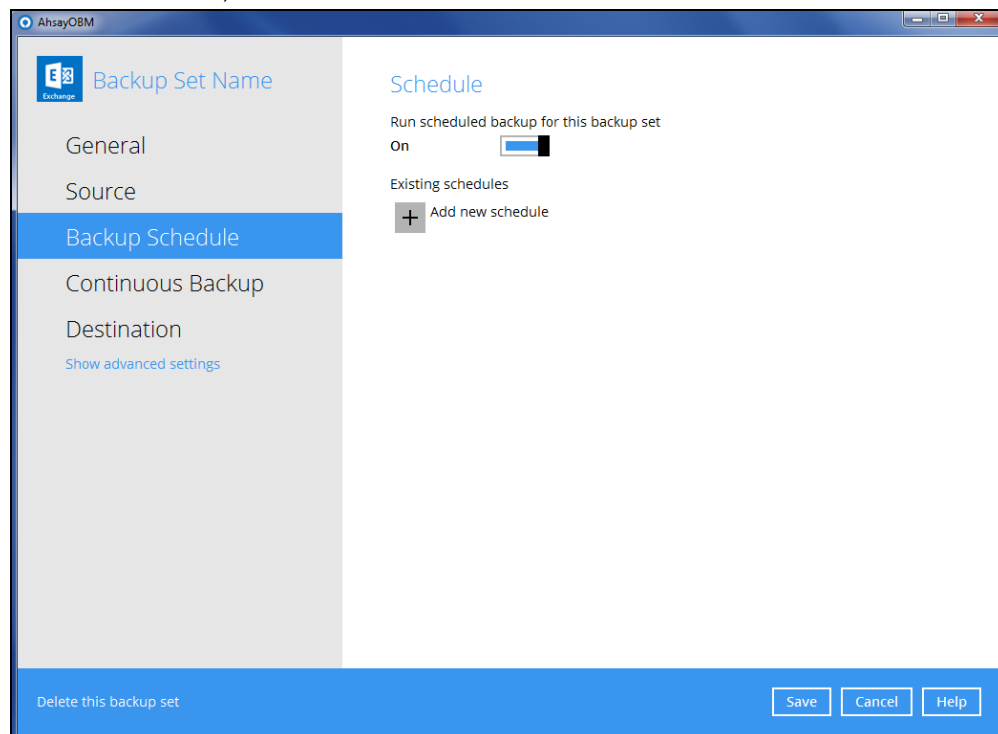 AhsayOBM
Backup Set Name
Exchange
General
Source
Backup Schedule
Continuous Backup
Destination
Show advanced settings
Schedule
Run scheduled backup for this backup set
On
Existing schedules
Add new schedule
Delete this backup set
Save
Cancel
Help